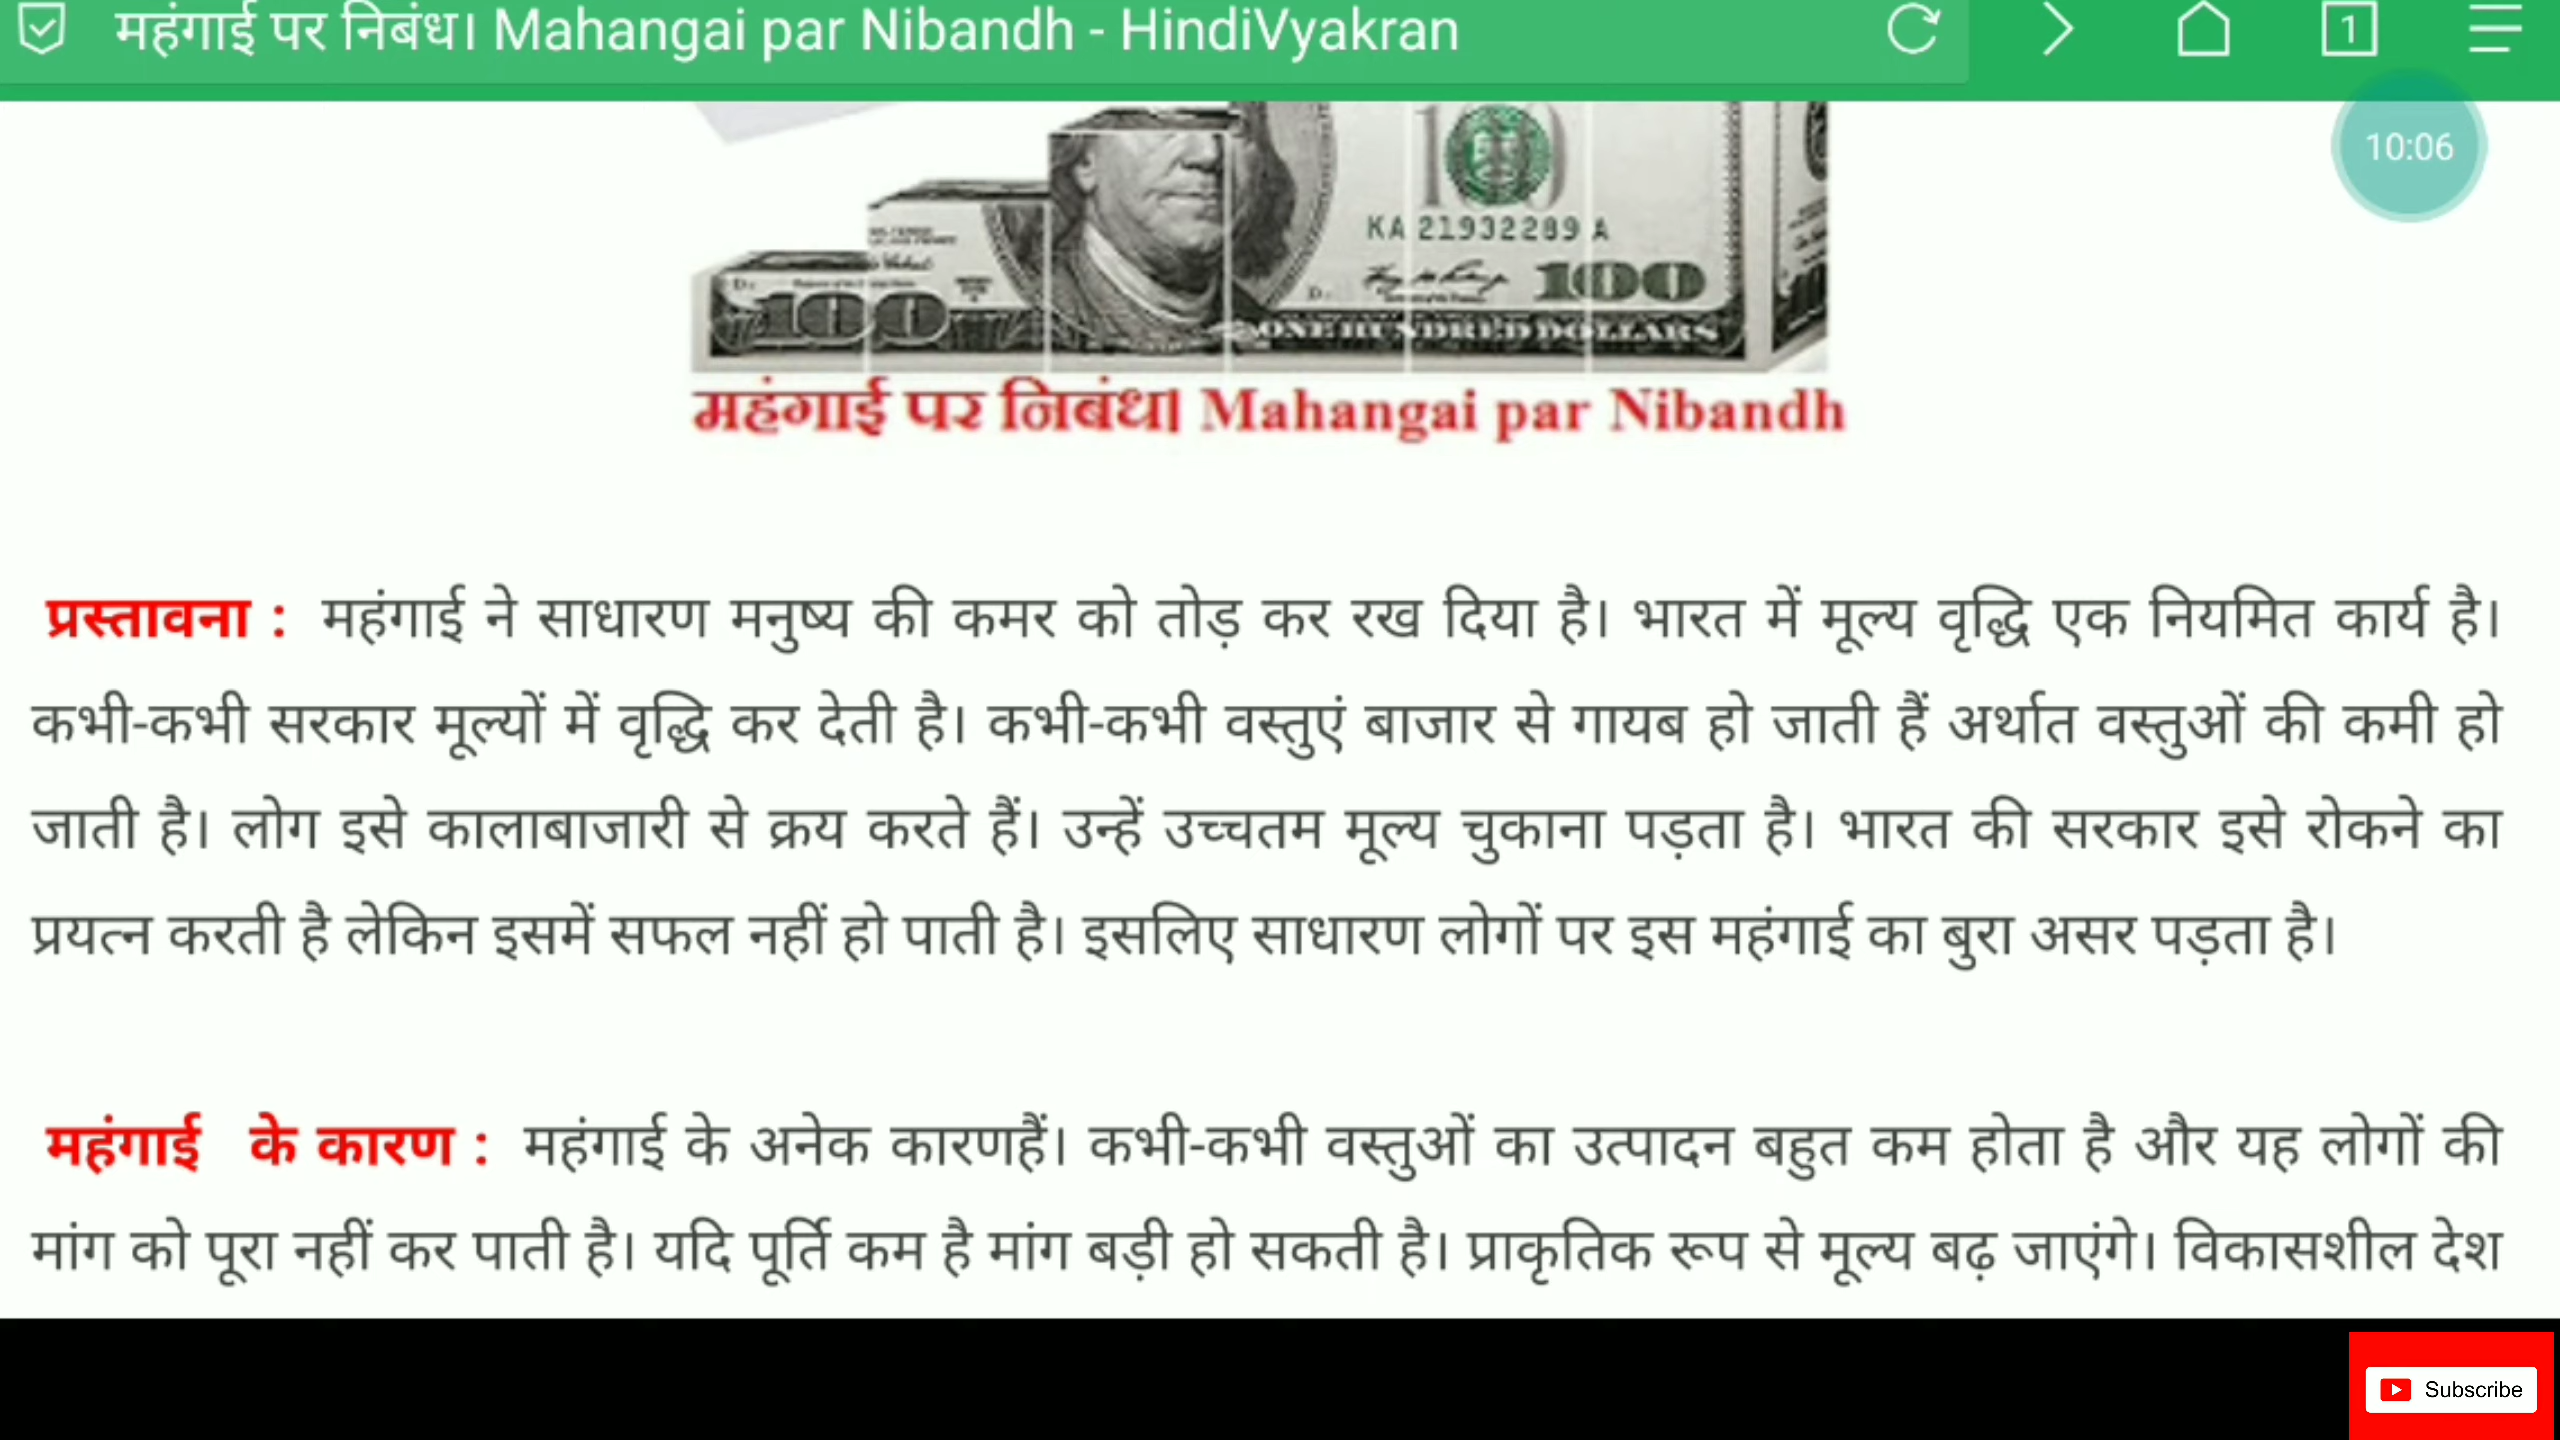 महंगाई पर निबंध। Mahangai par Nibandh - HindiVyakran
1
10:06
100
KA 21932289 A
100
100
ONE HUNDRED DOLLARS
महंगाई पर निबंध। Mahangai par Nibandh
प्रस्तावना : महंगाई ने साधारण मनुष्य की कमर को तोड़ कर रख दिया है। भारत में मूल्य वृद्धि एक नियमित कार्य है।
कभी-कभी सरकार मूल्यों में वृद्धि कर देती है। कभी-कभी वस्तुएं बाजार से गायब हो जाती हैं अर्थात वस्तुओं की कमी हो
जाती है। लोग इसे कालाबाजारी से क्रय करते हैं। उन्हें उच्चतम मूल्य चुकाना पड़ता है। भारत की सरकार इसे रोकने का
प्रयत्न करती है लेकिन इसमें सफल नहीं हो पाती है। इसलिए साधारण लोगों पर इस महंगाई का बुरा असर पड़ता है।
महंगाई के कारण : महंगाई के अनेक कारणहैं। कभी-कभी वस्तुओं का उत्पादन बहुत कम होता है और यह लोगों की
मांग को पूरा नहीं कर पाती है। यदि पूर्ति कम है मांग बड़ी हो सकती है। प्राकृतिक रूप से मूल्य बढ़ जाएंगे। विकासशील देश
Subscribe